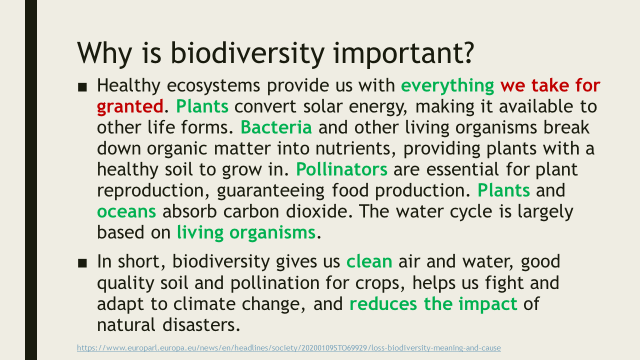 Why is biodiversity important?
■ Healthy ecosystems provide us with everything we take for
granted. Plants convert solar energy, making it available to
other life forms. Bacteria and other living organisms break
down organic matter into nutrients, providing plants with a
healthy soil to grow in. Pollinators are essential for plant
reproduction, guaranteeing food production. Plants and
oceans absorb carbon dioxide. The water cycle is largely
based on living organisms.
■ In short, biodiversity gives us clean air and water, good
quality soil and pollination for crops, helps us fight and
adapt to climate change, and reduces the impact of
natural disasters.
https://www.europarl.europa.eu/news/en/headlines/society/20200109STO69929/loss-biodiversity-meaning-and-cause